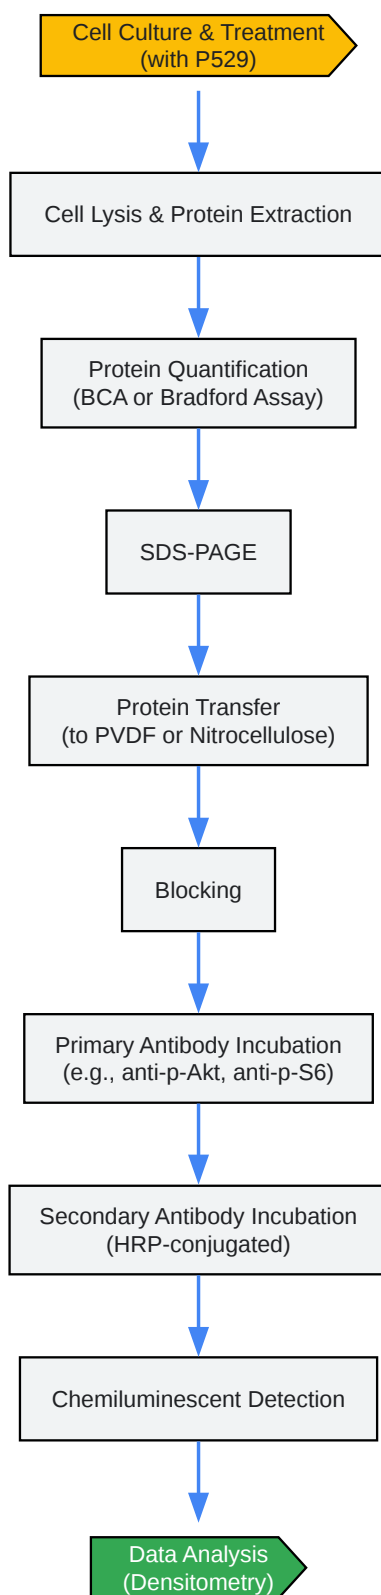 Cell Culture & Treatment
(with P529)
Cell Lysis & Protein Extraction
Protein Quantification
(BCA or Bradford Assay)
SDS-PAGE
Protein Transfer
(to PVDF or Nitrocellulose)
Blocking
Primary Antibody Incubation
(e.g., anti-p-Akt, anti-p-S6)
Secondary Antibody Incubation
(HRP-conjugated)
Chemiluminescent Detection
Data Analysis
(Densitometry)